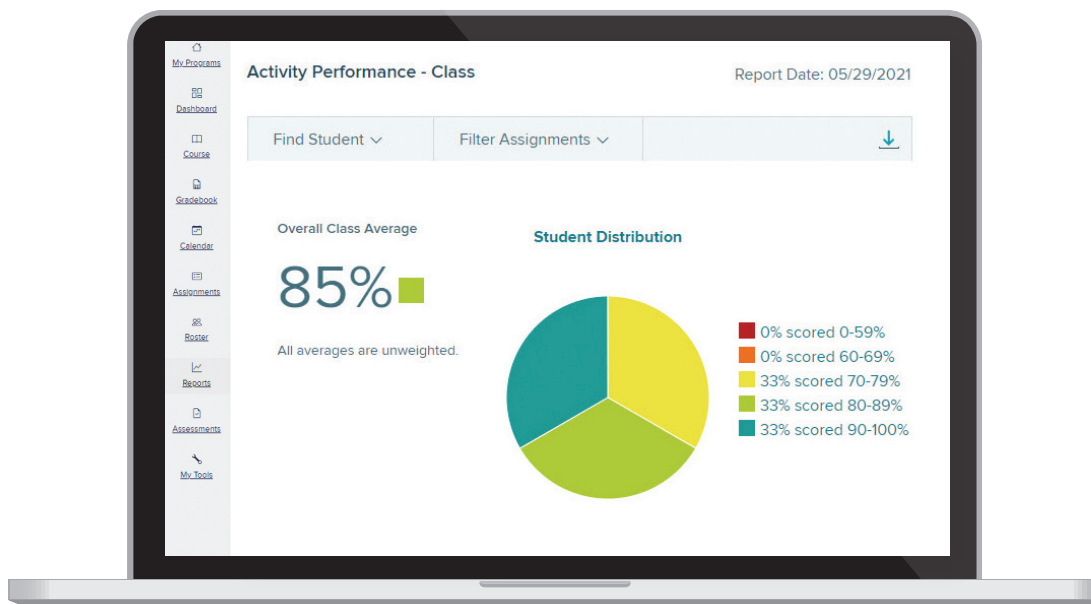 My Programs
Dashboard
Course
Gradebook
Calendar
Assignments
Roster
Reports
Assessments
My Tools
Activity Performance - Class
Report Date: 05/29/2021
Find Student
Filter Assignments
Overall Class Average
85%
All averages are unweighted.
Student Distribution
0% scored 0-59%
0% scored 60-69%
33% scored 70-79%
33% scored 80-89%
33% scored 90-100%